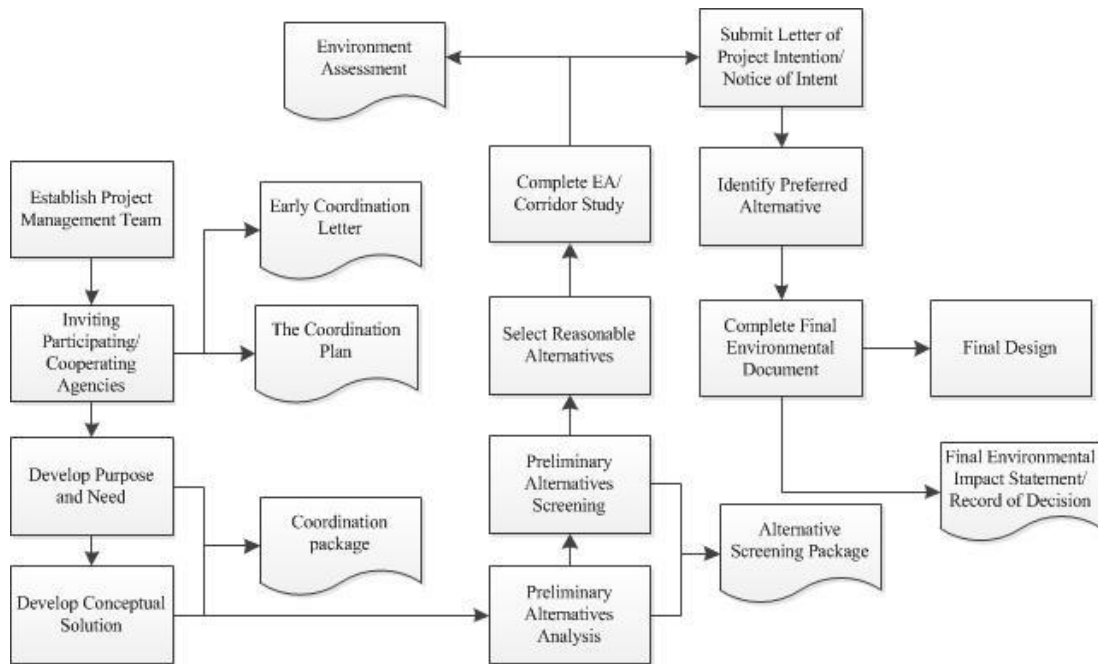 Establish Project
Management Team
Inviting
Participating/
Cooperating
Agencies
Early Coordination
Letter
The Coordination
Plan
Develop Purpose
and Need
Coordination
package
Develop Conceptual
Solution
Preliminary
Alternatives
Analysis
Preliminary
Alternatives
Screening
Alternative
Screening Package
Select Reasonable
Alternatives
Complete EA/
Corridor Study
Environment
Assessment
Submit Letter of
Project Intention/
Notice of Intent
Identify Preferred
Alternative
Complete Final
Environmental
Document
Final Design
Final Environmental
Impact Statement/
Record of Decision